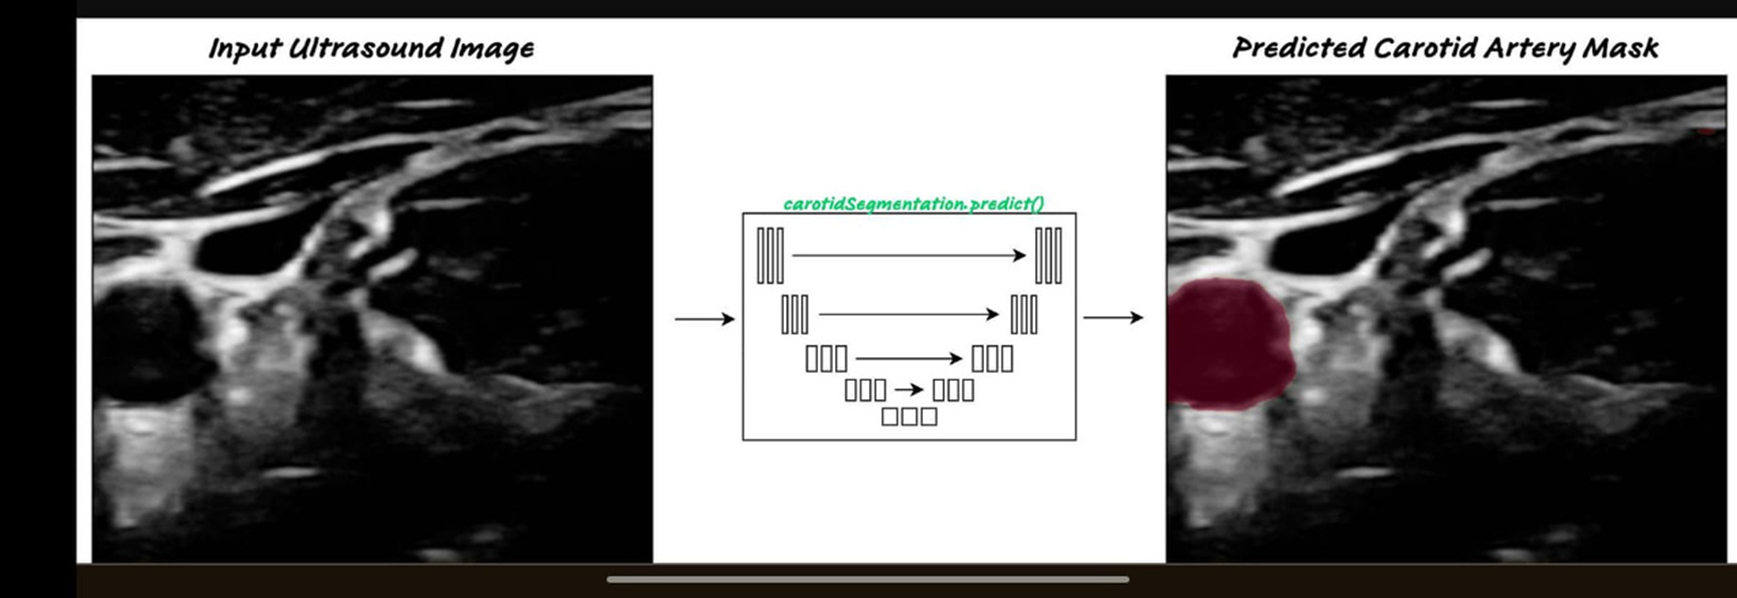 Input Ultrasound Image
Predicted Carotid Artery Mask
carotidSegmentation.predict()